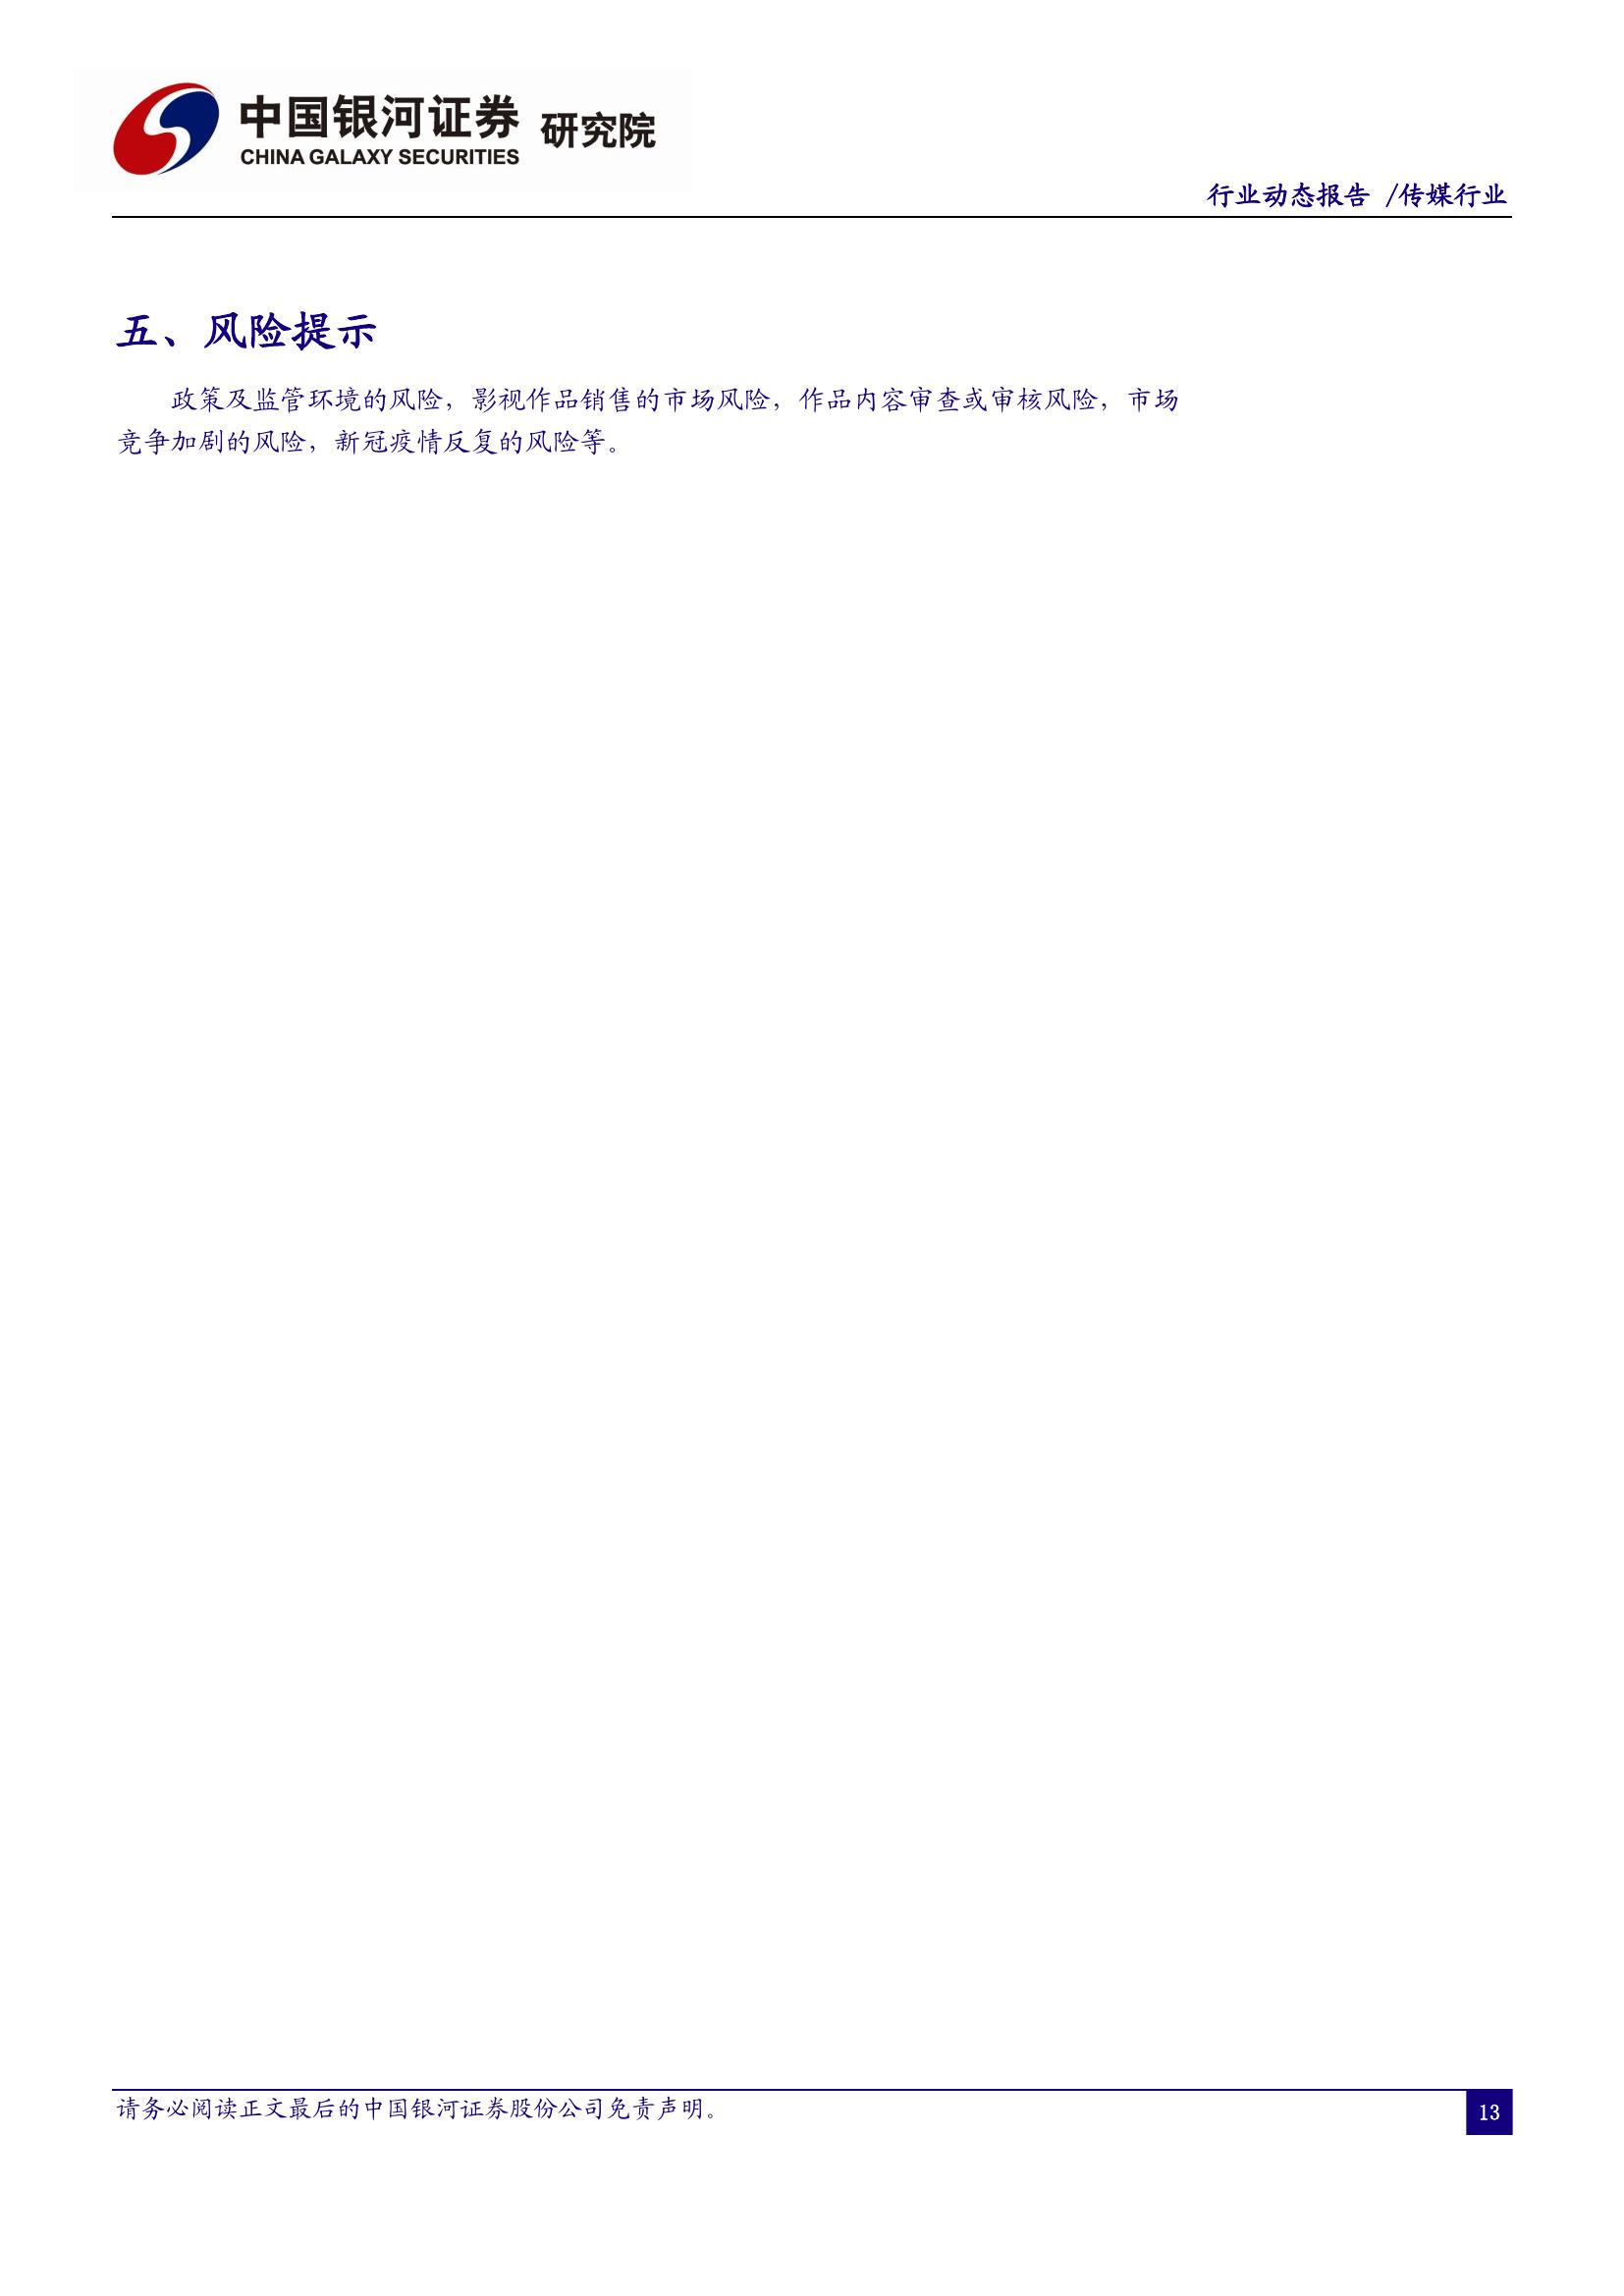 中国银河证券 研究院
CHINA GALAXY SECURITIES
行业动态报告 /传媒行业
五、风险提示
政策及监管环境的风险，影视作品销售的市场风险，作品内容审查或审核风险，市场
竞争加剧的风险，新冠疫情反复的风险等。
请务必阅读正文最后的中国银河证券股份公司免责声明。
13